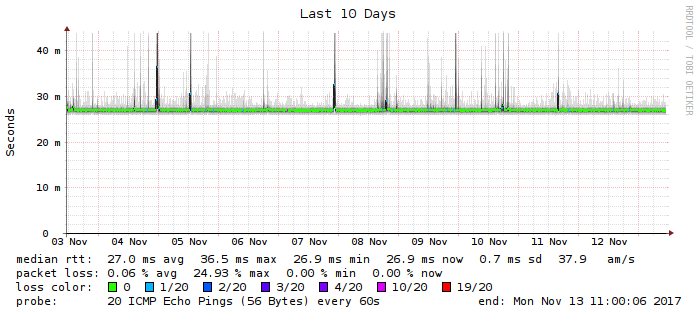 Last 10 Days
RRDTOOL / TOBI OETIKER
Seconds
40 m
30 m
20 m
10 m
0
03 Nov 04 Nov 05 Nov 06 Nov 07 Nov 08 Nov 09 Nov 10 Nov 11 Nov 12 Nov
median rtt: 27.0 ms avg 36.5 ms max 26.9 ms min 26.9 ms now 0.7 ms sd 37.9 am/s
packet loss: 0.06 % avg 24.93 % max 0.00 % min 0.00 % now
loss color: 0 1/20 2/20 3/20 4/20 10/20 19/20
probe: 20 ICMP Echo Pings (56 Bytes) every 60s end: Mon Nov 13 11:00:06 2017